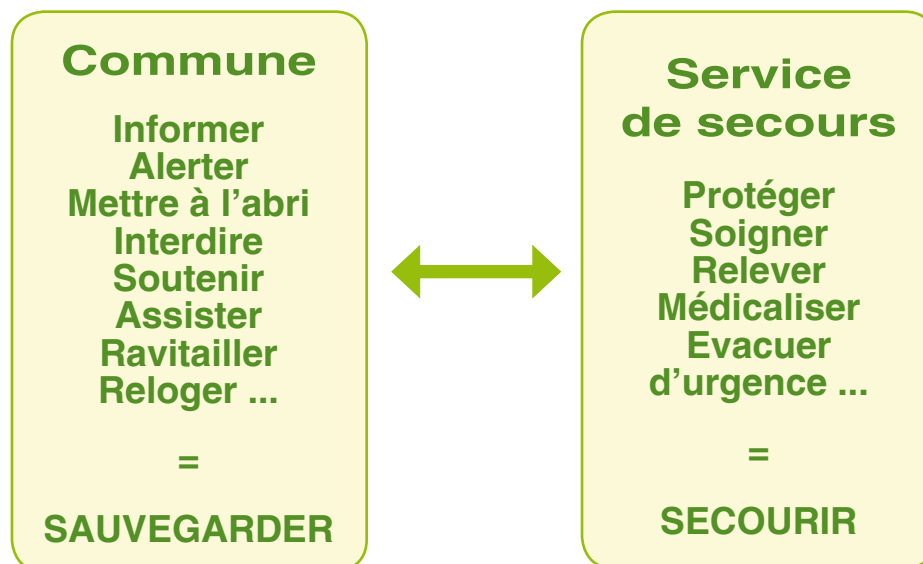 Commune
Informer
Alerter
Mettre à l'abri
Interdire
Soutenir
Assister
Ravitailler
Reloger ...
=
SAUVEGARDER
Service
de secours
Protéger
Soigner
Relever
Médicaliser
Evacuer
d'urgence ...
=
SECOURIR